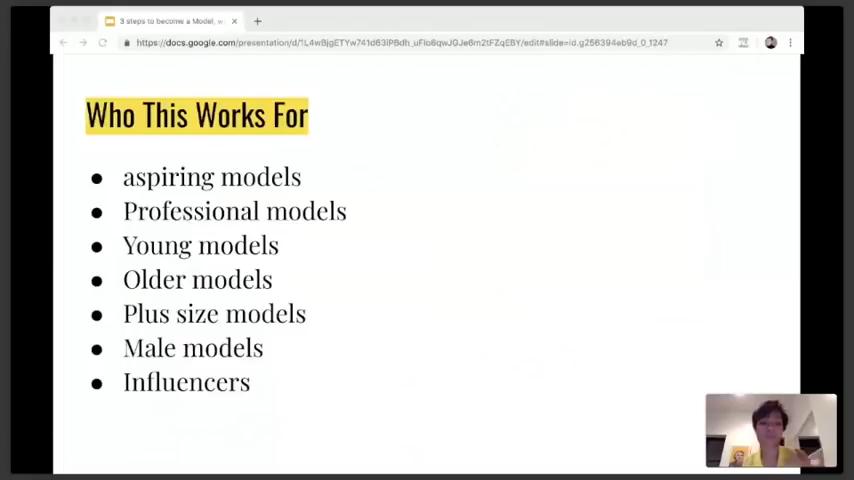 3 steps to become a Model, w
https://docs.google.com/presentation/d/1L4wBjgETYw741d63iPBdh_uFlo8qwJGJe6m2tFZqEBY/edit#slide=id.g256394eb9d_0_1247
Who This Works For
● aspiring models
● Professional models
● Young models
● Older models
● Plus size models
● Male models
● Influencers